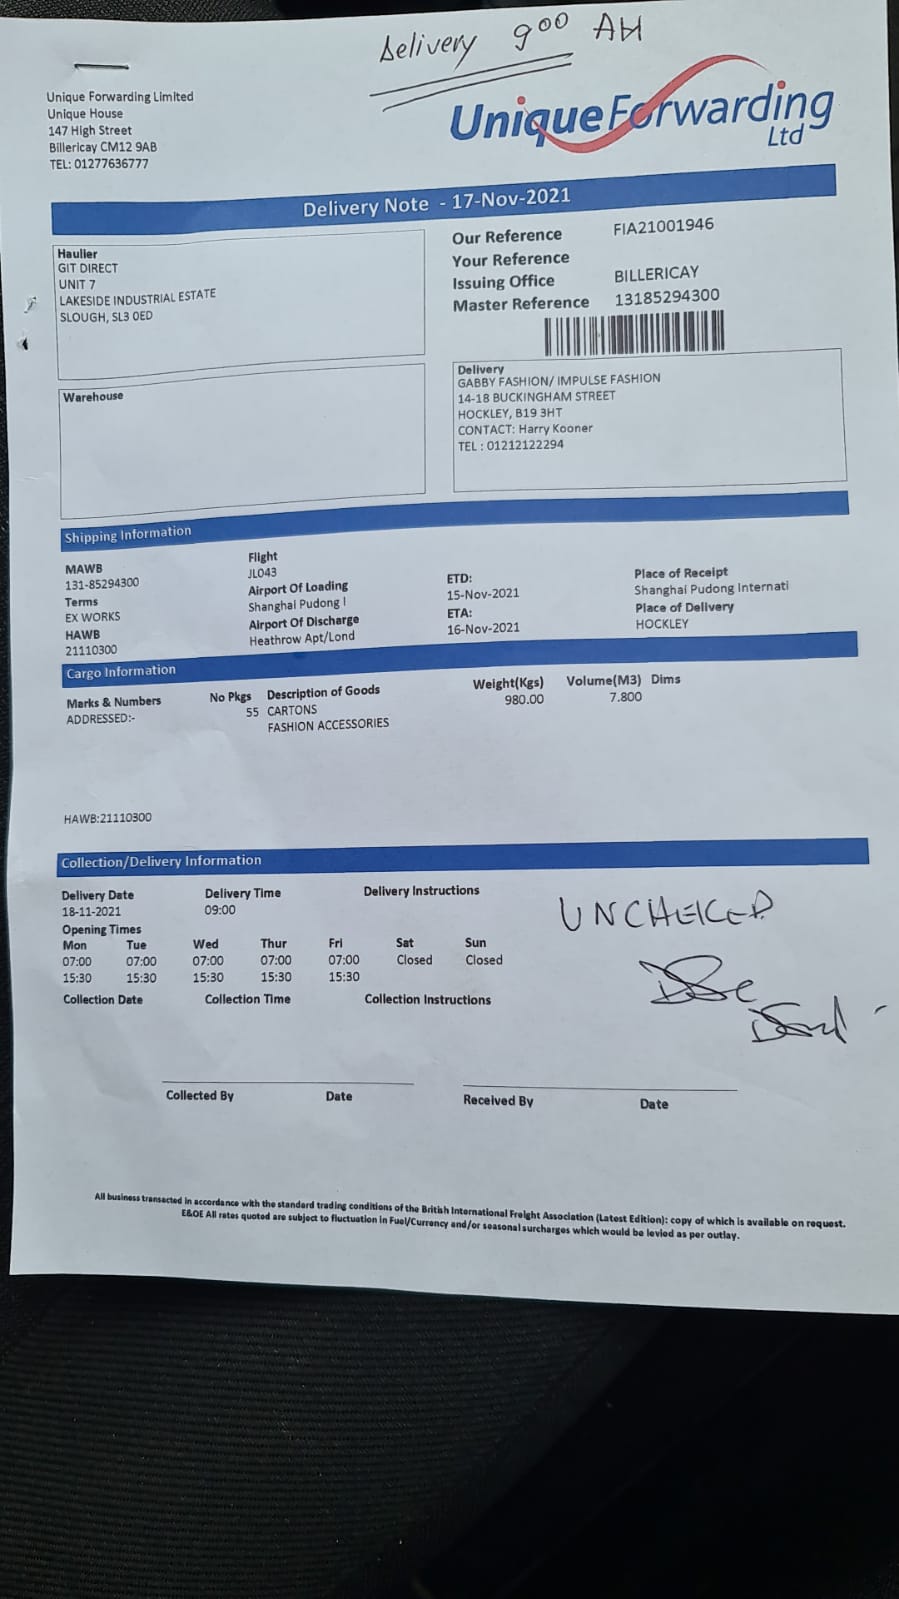 Delivery 9 00 AM
Unique Forwarding Limited
Unique House
147 High Street
Billericay CM12 9AB
TEL: 01277636777
UniqueForwarding
Ltd
Delivery Note - 17-Nov-2021
Haulier
GIT DIRECT
UNIT 7
LAKESIDE INDUSTRIAL ESTATE
SLOUGH, SL3 0ED
Our Reference FIA21001946
Your Reference
Issuing Office BILLERICAY
Master Reference 13185294300
Warehouse
Delivery
GABBY FASHION/ IMPULSE FASHION
14-18 BUCKINGHAM STREET
HOCKLEY, B19 3HT
CONTACT: Harry Kooner
TEL : 01212122294
Shipping Information
MAWB
131-85294300
Terms
EX WORKS
HAWB
21110300
Flight
JL043
Airport Of Loading
Shanghai Pudong I
Airport Of Discharge
Heathrow Apt/Lond
ETD:
15-Nov-2021
ETA:
16-Nov-2021
Place of Receipt
Shanghai Pudong Internati
Place of Delivery
HOCKLEY
Cargo Information
Marks & Numbers No Pkgs Description of Goods Weight(Kgs) Volume(M3) Dims
ADDRESSED:- 55 CARTONS 980.00 7.800
FASHION ACCESSORIES
HAWB:21110300
Collection/Delivery Information
Delivery Date Delivery Time Delivery Instructions
18-11-2021 09:00
Opening Times
Mon Tue Wed Thur Fri Sat Sun
07:00 07:00 07:00 07:00 07:00 Closed Closed
15:30 15:30 15:30 15:30 15:30
Collection Date Collection Time Collection Instructions
Collected By Date Received By Date
All business transacted in accordance with the standard trading conditions of the British International Freight Association (Latest Edition): copy of which is available on request.
E&OE All rates quoted are subject to fluctuation in Fuel/Currency and/or seasonal surcharges which would be levied as per outlay.